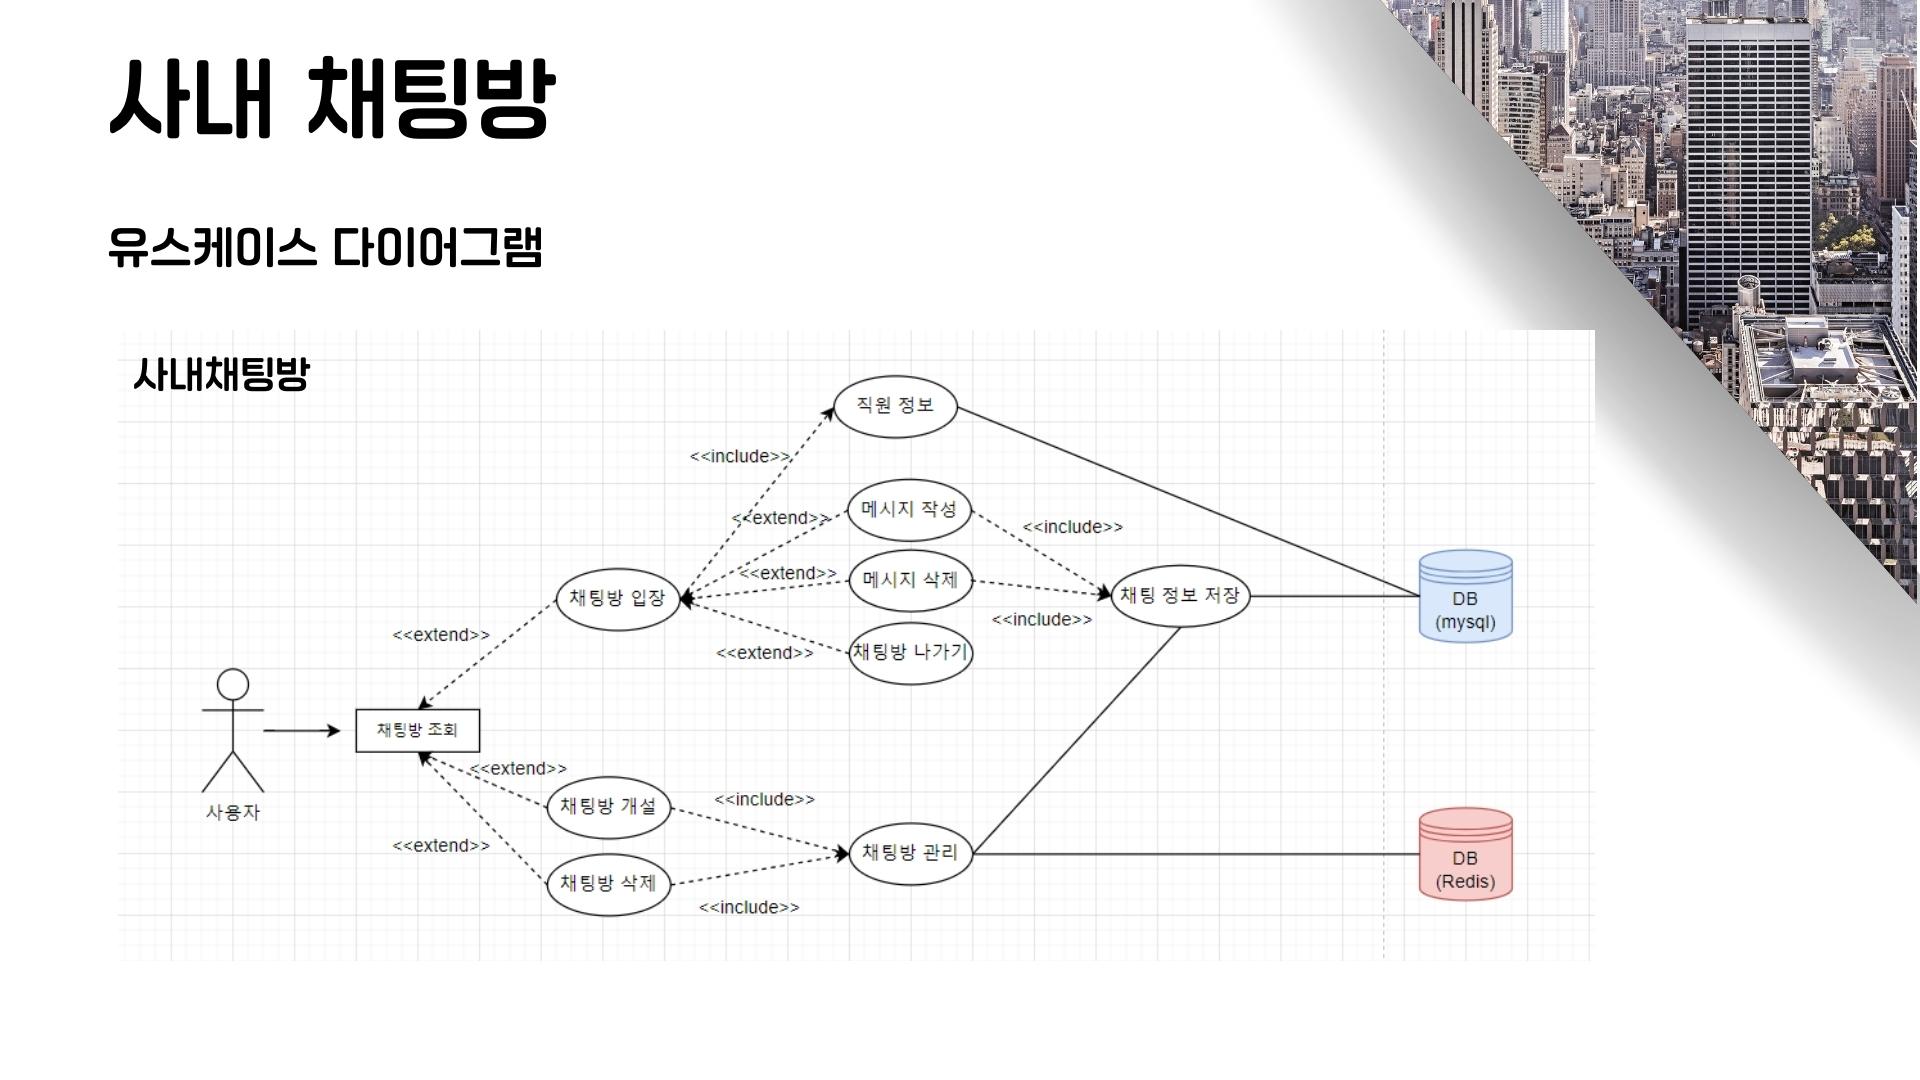 사내 채팅방
유스케이스 다이어그램
사내채팅방
직원 정보
<<include>>
<<extend>>
메시지 작성
<<include>>
<<extend>>
메시지 삭제
채팅방 입장
채팅 정보 저장
DB
(mysql)
<<include>>
<<extend>>
<<extend>>
채팅방 나가기
채팅방 조회
사용자
<<extend>>
채팅방 개설
<<include>>
<<extend>>
채팅방 관리
채팅방 삭제
<<include>>
DB
(Redis)